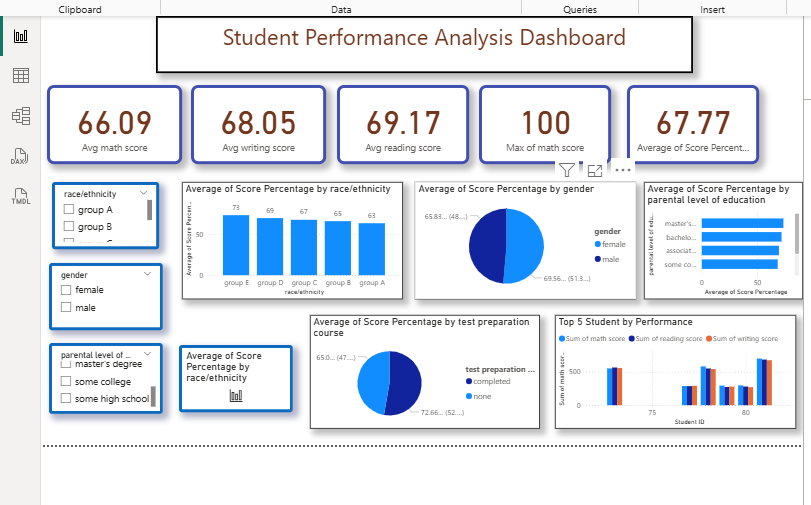 Clipboard
Data
Queries
Insert
Student Performance Analysis Dashboard
66.09
Avg math score
68.05
Avg writing score
69.17
Avg reading score
100
Max of math score
67.77
Average of Score Percent...
race/ethnicity
group A
group B
gender
female
male
parental level of ...
master's degree
some college
some high school
Average of Score Percentage by race/ethnicity
Average of Score Percen...
50
0
73
69
67
65
63
group E
group D
group C
group B
group A
race/ethnicity
Average of Score Percentage by gender
65.83... (48...)
69.56... (51.3...)
gender
female
male
Average of Score Percentage by
parental level of education
parental level of edu...
master's...
bachelo...
associat...
some co...
0
50
Average of Score Percentage
Average of Score
Percentage by
race/ethnicity
Average of Score Percentage by test preparation
course
65.0... (47....)
72.66... (52....)
test preparation ...
completed
none
Top 5 Student by Performance
Sum of math score
Sum of reading score
Sum of writing score
Sum of math scor...
500
0
75
80
Student ID
DAX
TMDL